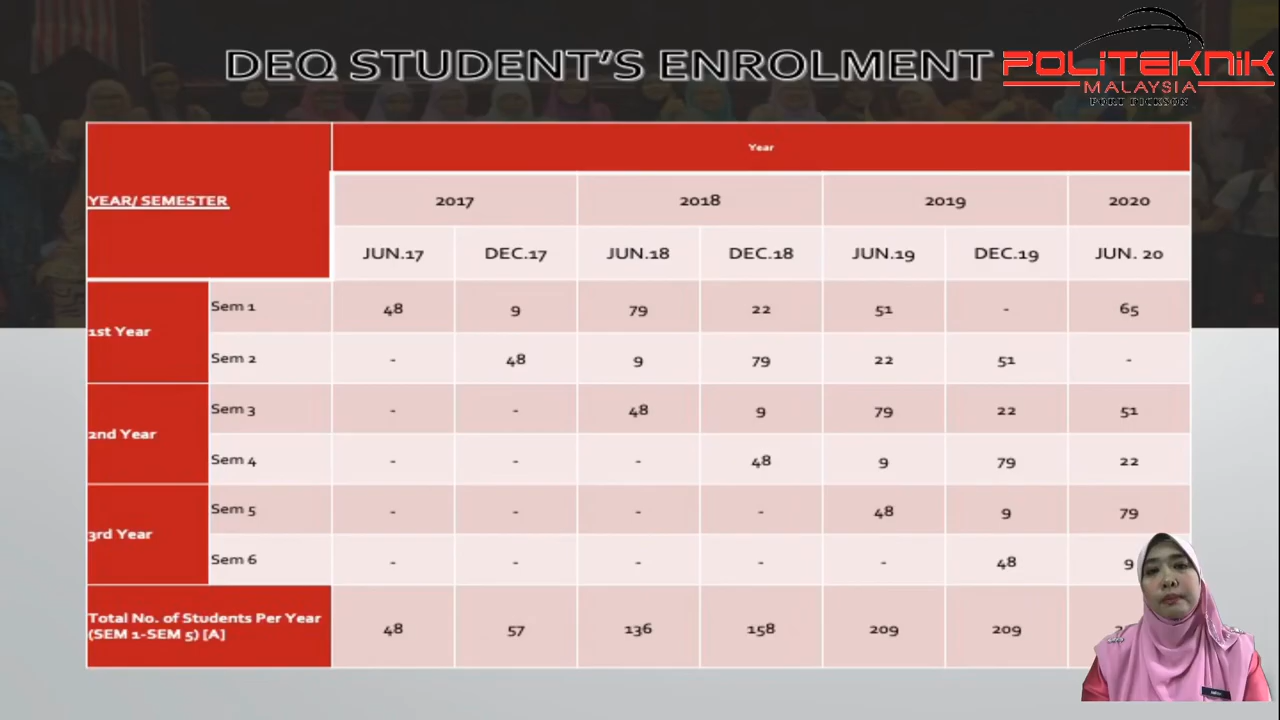 DEQ STUDENT'S ENROLMENT
POLITEKNIK
MALAYSIA
PORT DICKSON
YEAR/ SEMESTER
Year
2017 2018 2019 2020
JUN.17 DEC.17 JUN.18 DEC.18 JUN.19 DEC.19 JUN. 20
1st Year
Sem 1 48 9 79 22 51 - 65
Sem 2 - 48 9 79 22 51 -
2nd Year
Sem 3 - - 48 9 79 22 51
Sem 4 - - - 48 9 79 22
3rd Year
Sem 5 - - - - 48 9 79
Sem 6 - - - - - 48 9
Total No. of Students Per Year
(SEM 1-SEM 5) [A] 48 57 136 158 209 209